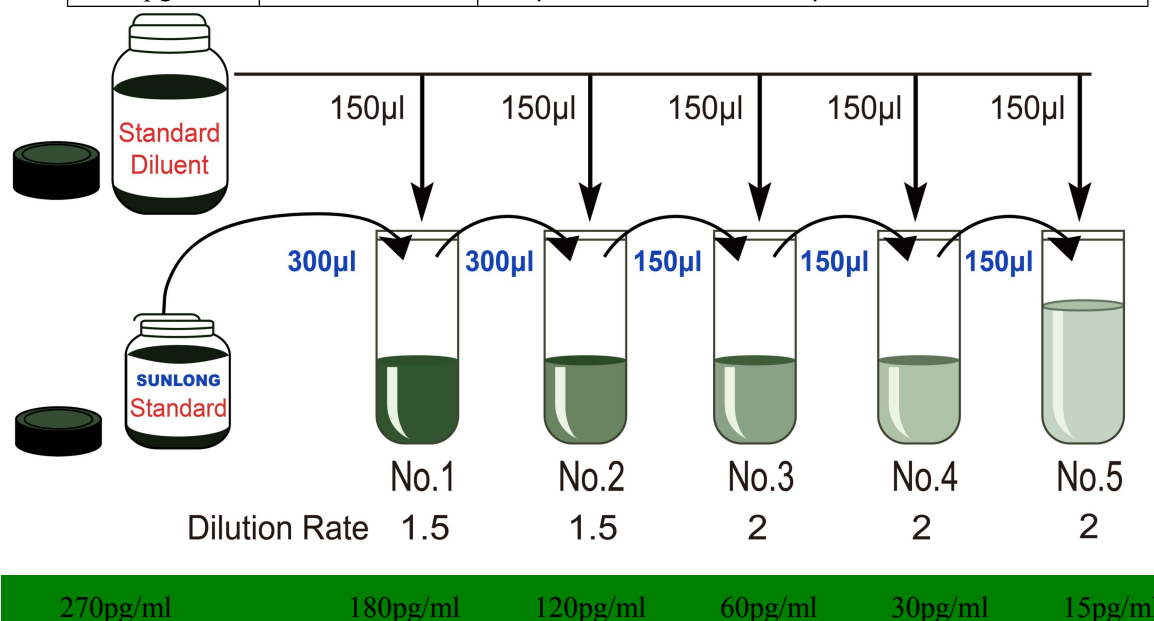 150µl 150µl 150µl 150µl 150µl
Standard
Diluent
300µl 300µl 150µl 150µl 150µl
SUNLONG
Standard
No.1 No.2 No.3 No.4 No.5
Dilution Rate 1.5 1.5 2 2 2
270pg/ml 180pg/ml 120pg/ml 60pg/ml 30pg/ml 15pg/ml